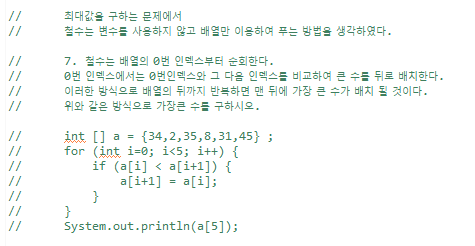 // 최대값을 구하는 문제에서
// 철수는 변수를 사용하지 않고 배열만 이용하여 푸는 방법을 생각하였다.
// 7. 철수는 배열의 0번 인덱스부터 순회한다.
// 0번 인덱스에서는 0번인덱스와 그 다음 인덱스를 비교하여 큰 수를 뒤로 배치한다.
// 이러한 방식으로 배열의 뒤까지 반복하면 맨 뒤에 가장 큰 수가 배치 될 것이다.
// 위와 같은 방식으로 가장큰 수를 구하시오.
// int [] a = {34,2,35,8,31,45} ;
// for (int i=0; i<5; i++) {
// if (a[i] < a[i+1]) {
// a[i+1] = a[i];
// }
// }
// System.out.println(a[5]);